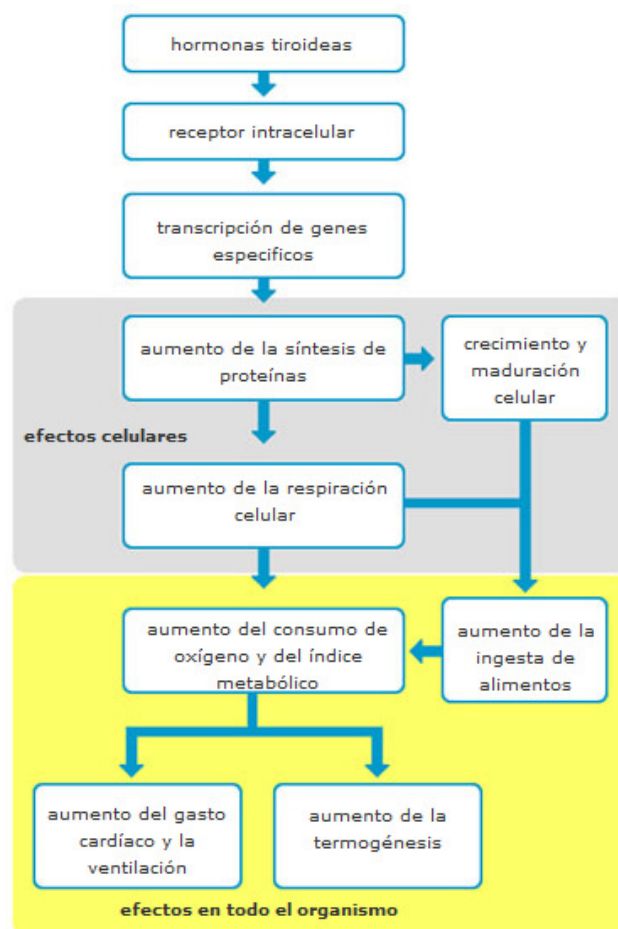 hormonas tiroideas
receptor intracelular
transcripción de genes
especificos
aumento de la síntesis de
proteínas
crecimiento y
maduración
celular
efectos celulares
aumento de la respiración
celular
aumento del consumo de
oxígeno y del índice
metabólico
aumento de la
ingesta de
alimentos
aumento del gasto
cardíaco y la
ventilación
aumento de la
termogénesis
efectos en todo el organismo